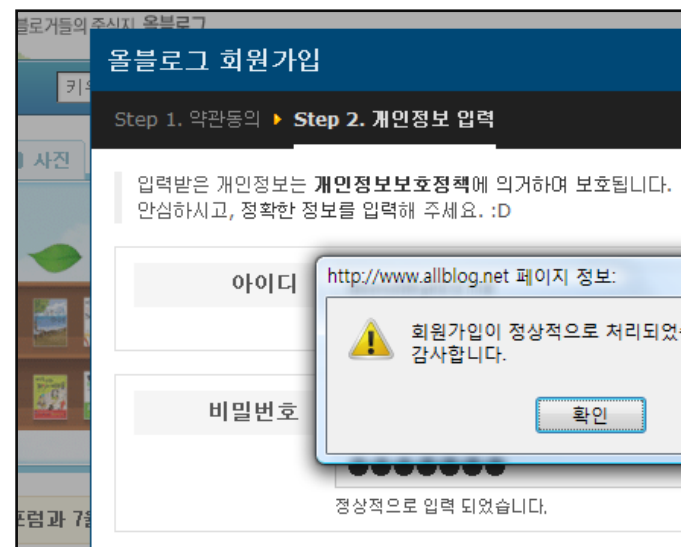 블로거들의 주식지 올블로그
올블로그 회원가입
Step 1. 약관동의 ▶ Step 2. 개인정보 입력
사진
입력받은 개인정보는 개인정보보호정책에 의거하여 보호됩니다.
안심하시고, 정확한 정보를 입력해 주세요. :D
아이디
http://www.allblog.net 페이지 정보:
회원가입이 정상적으로 처리되었
감사합니다.
확인
비밀번호
정상적으로 입력 되었습니다.
포럼과 7월